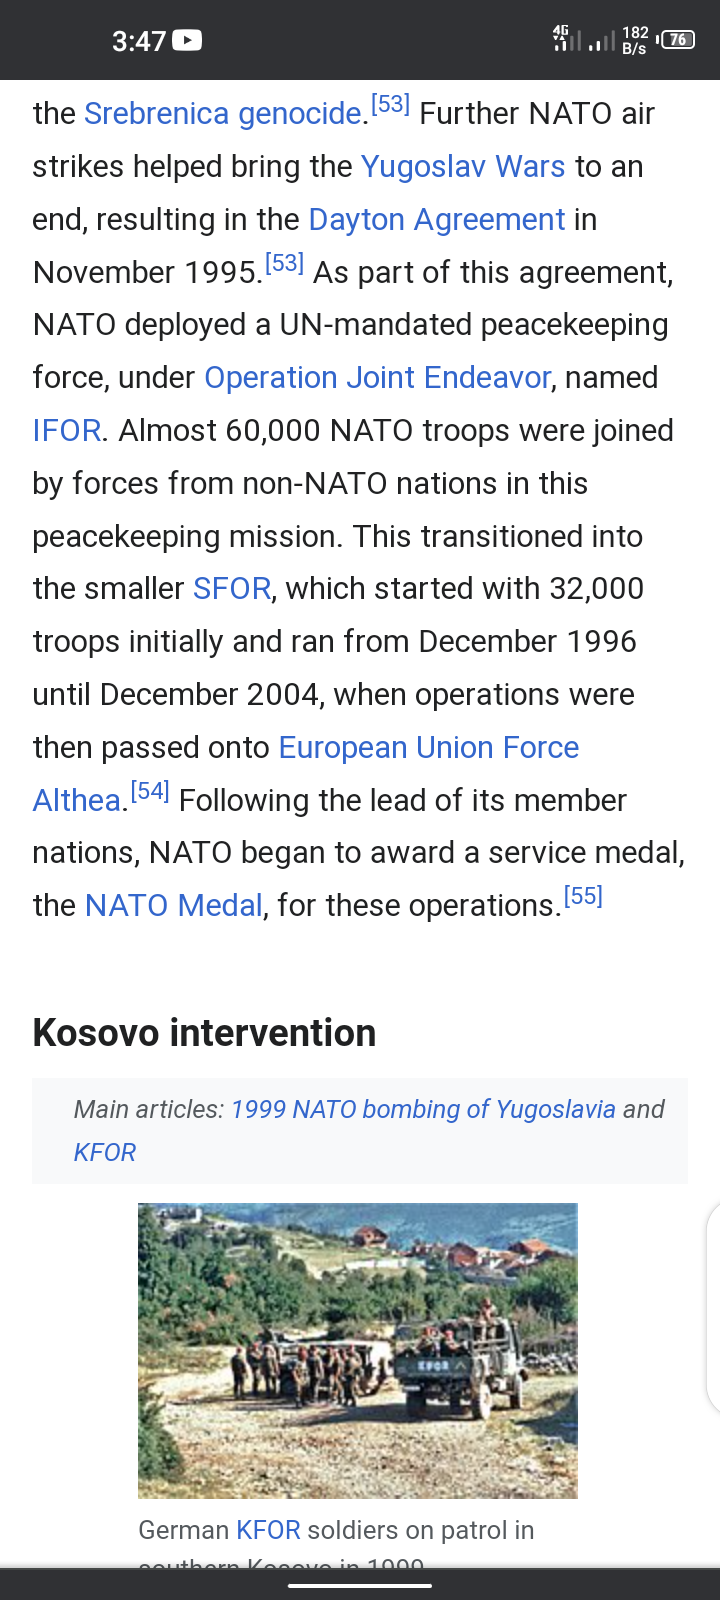 3:47
4G
182
B/s
76
the Srebrenica genocide.[53] Further NATO air
strikes helped bring the Yugoslav Wars to an
end, resulting in the Dayton Agreement in
November 1995.[53] As part of this agreement,
NATO deployed a UN-mandated peacekeeping
force, under Operation Joint Endeavor, named
IFOR. Almost 60,000 NATO troops were joined
by forces from non-NATO nations in this
peacekeeping mission. This transitioned into
the smaller SFOR, which started with 32,000
troops initially and ran from December 1996
until December 2004, when operations were
then passed onto European Union Force
Althea.[54] Following the lead of its member
nations, NATO began to award a service medal,
the NATO Medal, for these operations.[55]
Kosovo intervention
Main articles: 1999 NATO bombing of Yugoslavia and
KFOR
KFOR
German KFOR soldiers on patrol in
southern Kosovo in 1999